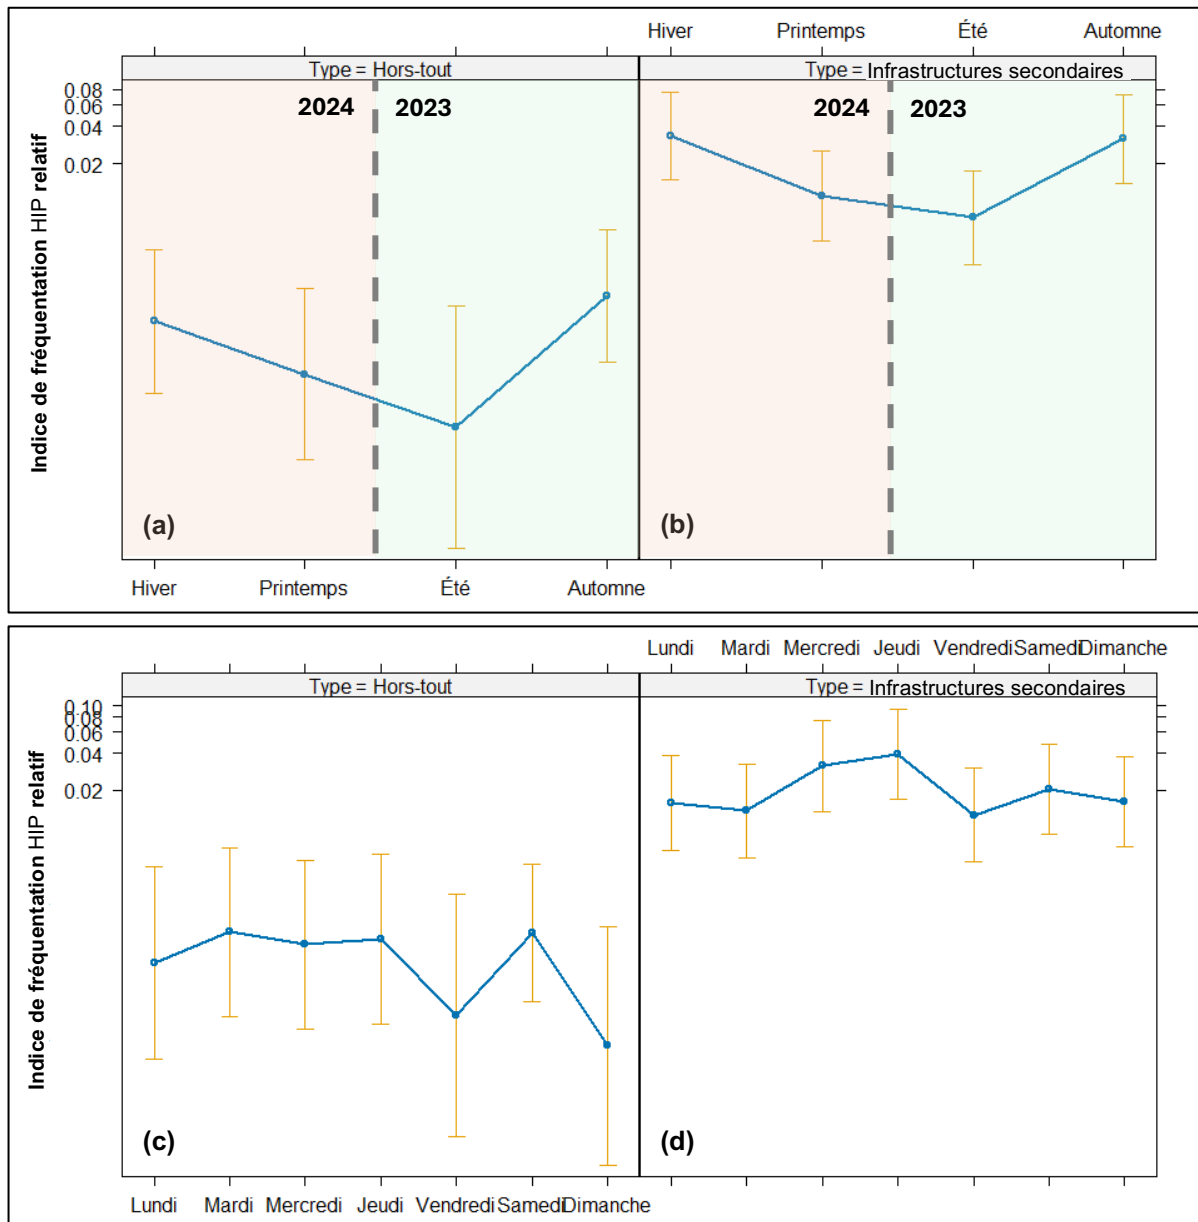 Hiver Printemps Été Automne
Type = Hors-tout
Type = Infrastructures secondaires
0.08
0.06
0.04
0.02
2024 2023
2024 2023
Indice de fréquentation HIP relatif
(a)
(b)
Hiver Printemps Été Automne
Lundi Mardi Mercredi Jeudi Vendredi Samedi Dimanche
Type = Hors-tout
Type = Infrastructures secondaires
0.10
0.08
0.06
0.04
0.02
Indice de fréquentation HIP relatif
(c)
(d)
Lundi Mardi Mercredi Jeudi Vendredi Samedi Dimanche